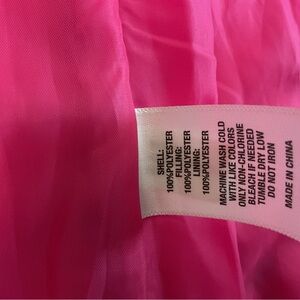 SHELL:
100%POLYESTER
FILLING:
100%POLYESTER
LINING:
100%POLYESTER
MACHINE WASH COLD
WITH LIKE COLORS
ONLY NON-CHLORINE
BLEACH IF NEEDED
TUMBLE DRY LOW
DO NOT IRON
MADE IN CHINA